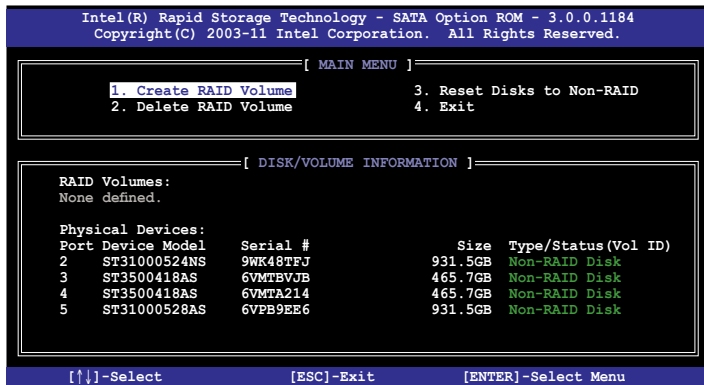 Intel(R) Rapid Storage Technology - SATA Option ROM - 3.0.0.1184
Copyright(C) 2003-11 Intel Corporation. All Rights Reserved.
[ MAIN MENU ]
1. Create RAID Volume 3. Reset Disks to Non-RAID
2. Delete RAID Volume 4. Exit
[ DISK/VOLUME INFORMATION ]
RAID Volumes:
None defined.
Physical Devices:
Port Device Model Serial # Size Type/Status(Vol ID)
2 ST31000524NS 9WK48TFJ 931.5GB Non-RAID Disk
3 ST3500418AS 6VMTBVJB 465.7GB Non-RAID Disk
4 ST3500418AS 6VMTA214 465.7GB Non-RAID Disk
5 ST31000528AS 6VPB9EE6 931.5GB Non-RAID Disk
[↑↓]-Select [ESC]-Exit [ENTER]-Select Menu